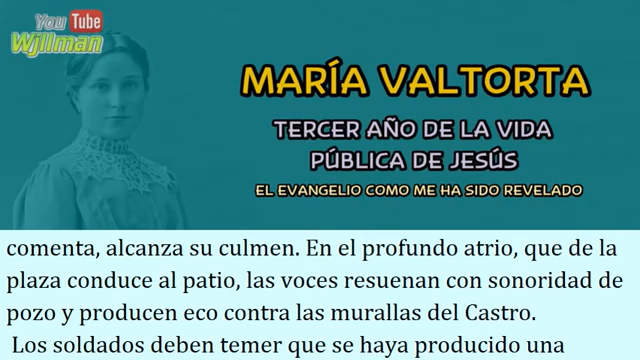 You Tube
Wjllman
MARÍA VALTORTA
TERCER AÑO DE LA VIDA
PÚBLICA DE JESÚS
EL EVANGELIO COMO ME HA SIDO REVELADO
comenta, alcanza su culmen. En el profundo atrio, que de la
plaza conduce al patio, las voces resuenan con sonoridad de
pozo y producen eco contra las murallas del Castro.
Los soldados deben temer que se haya producido una